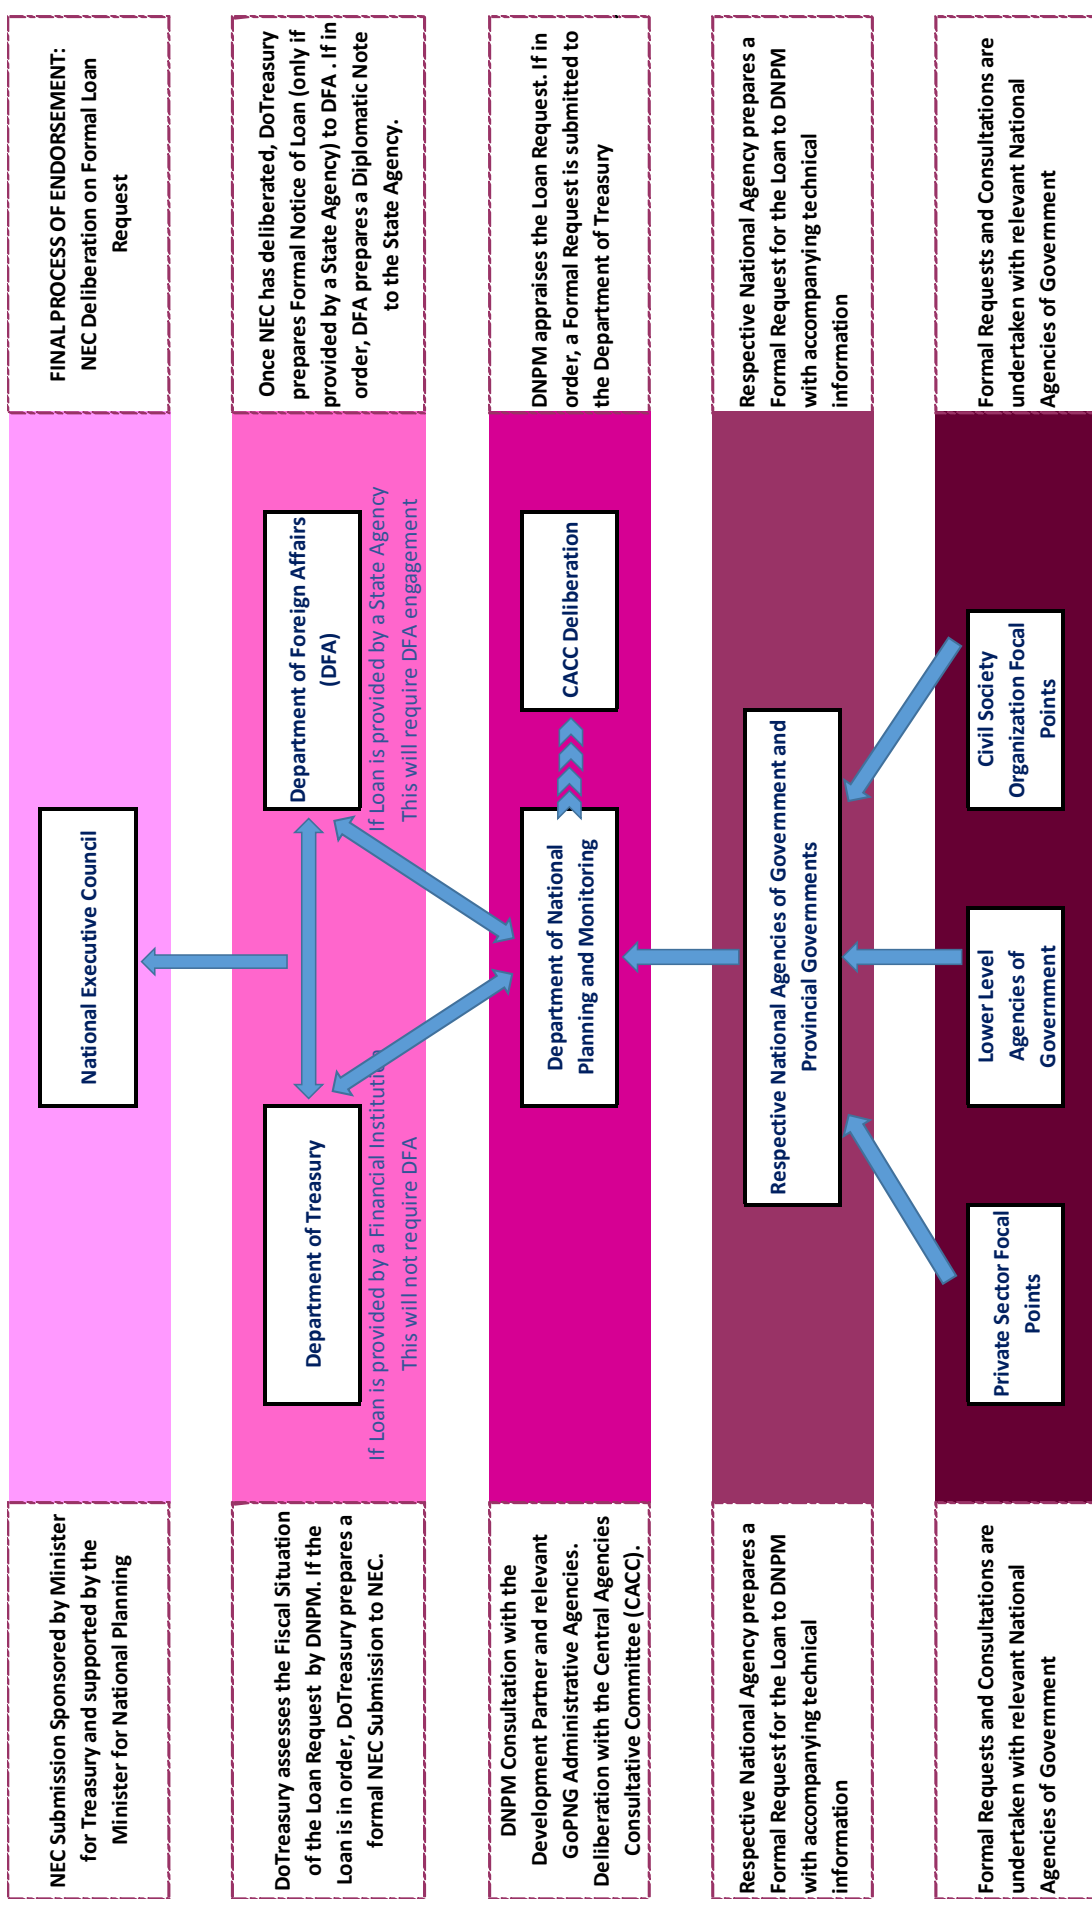 NEC Submission Sponsored by Minister
for Treasury and supported by the
Minister for National Planning
National Executive Council
FINAL PROCESS OF ENDORSEMENT:
NEC Deliberation on Formal Loan
Request
DoTreasury assesses the Fiscal Situation
of the Loan Request by DNPM. If the
Loan is in order, DoTreasury prepares a
formal NEC Submission to NEC.
Department of Treasury
If Loan is provided by a Financial Institution
This will not require DFA
Department of Foreign Affairs
(DFA)
If Loan is provided by a State Agency
This will require DFA engagement
Once NEC has deliberated, DoTreasury
prepares Formal Notice of Loan (only if
provided by a State Agency) to DFA . If in
order, DFA prepares a Diplomatic Note
to the State Agency.
DNPM Consultation with the
Development Partner and relevant
GoPNG Administrative Agencies.
Deliberation with the Central Agencies
Consultative Committee (CACC).
Department of National
Planning and Monitoring
CACC Deliberation
DNPM appraises the Loan Request. If in
order, a Formal Request is submitted to
the Department of Treasury
Respective National Agency prepares a
Formal Request for the Loan to DNPM
with accompanying technical
information
Respective National Agencies of Government and
Provincial Governments
Respective National Agency prepares a
Formal Request for the Loan to DNPM
with accompanying technical
information
Formal Requests and Consultations are
undertaken with relevant National
Agencies of Government
Private Sector Focal
Points
Lower Level
Agencies of
Government
Civil Society
Organization Focal
Points
Formal Requests and Consultations are
undertaken with relevant National
Agencies of Government